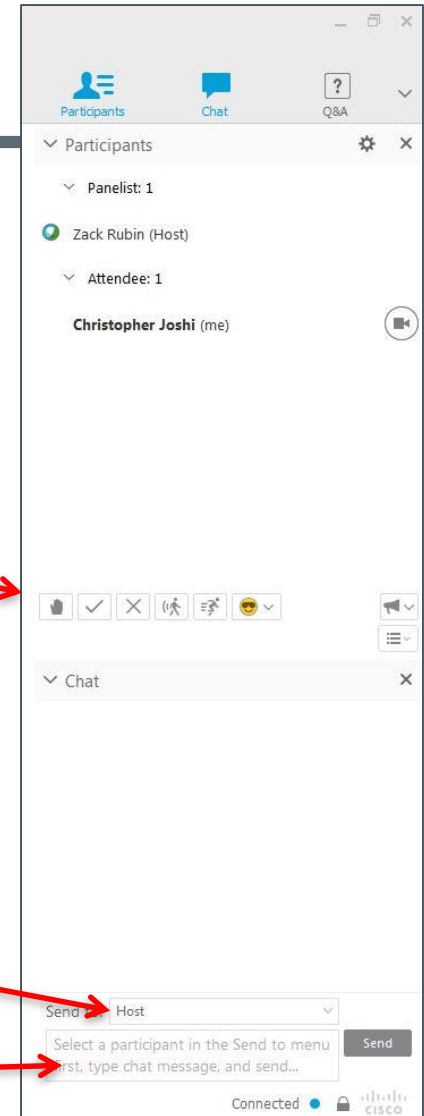 Participants Chat ? Q&A
Participants
Panelist: 1
Zack Rubin (Host)
Attendee: 1
Christopher Joshi (me)
Chat
Send Host
Select a participant in the Send to menu Send
first, type chat message, and send...
Connected
cisco